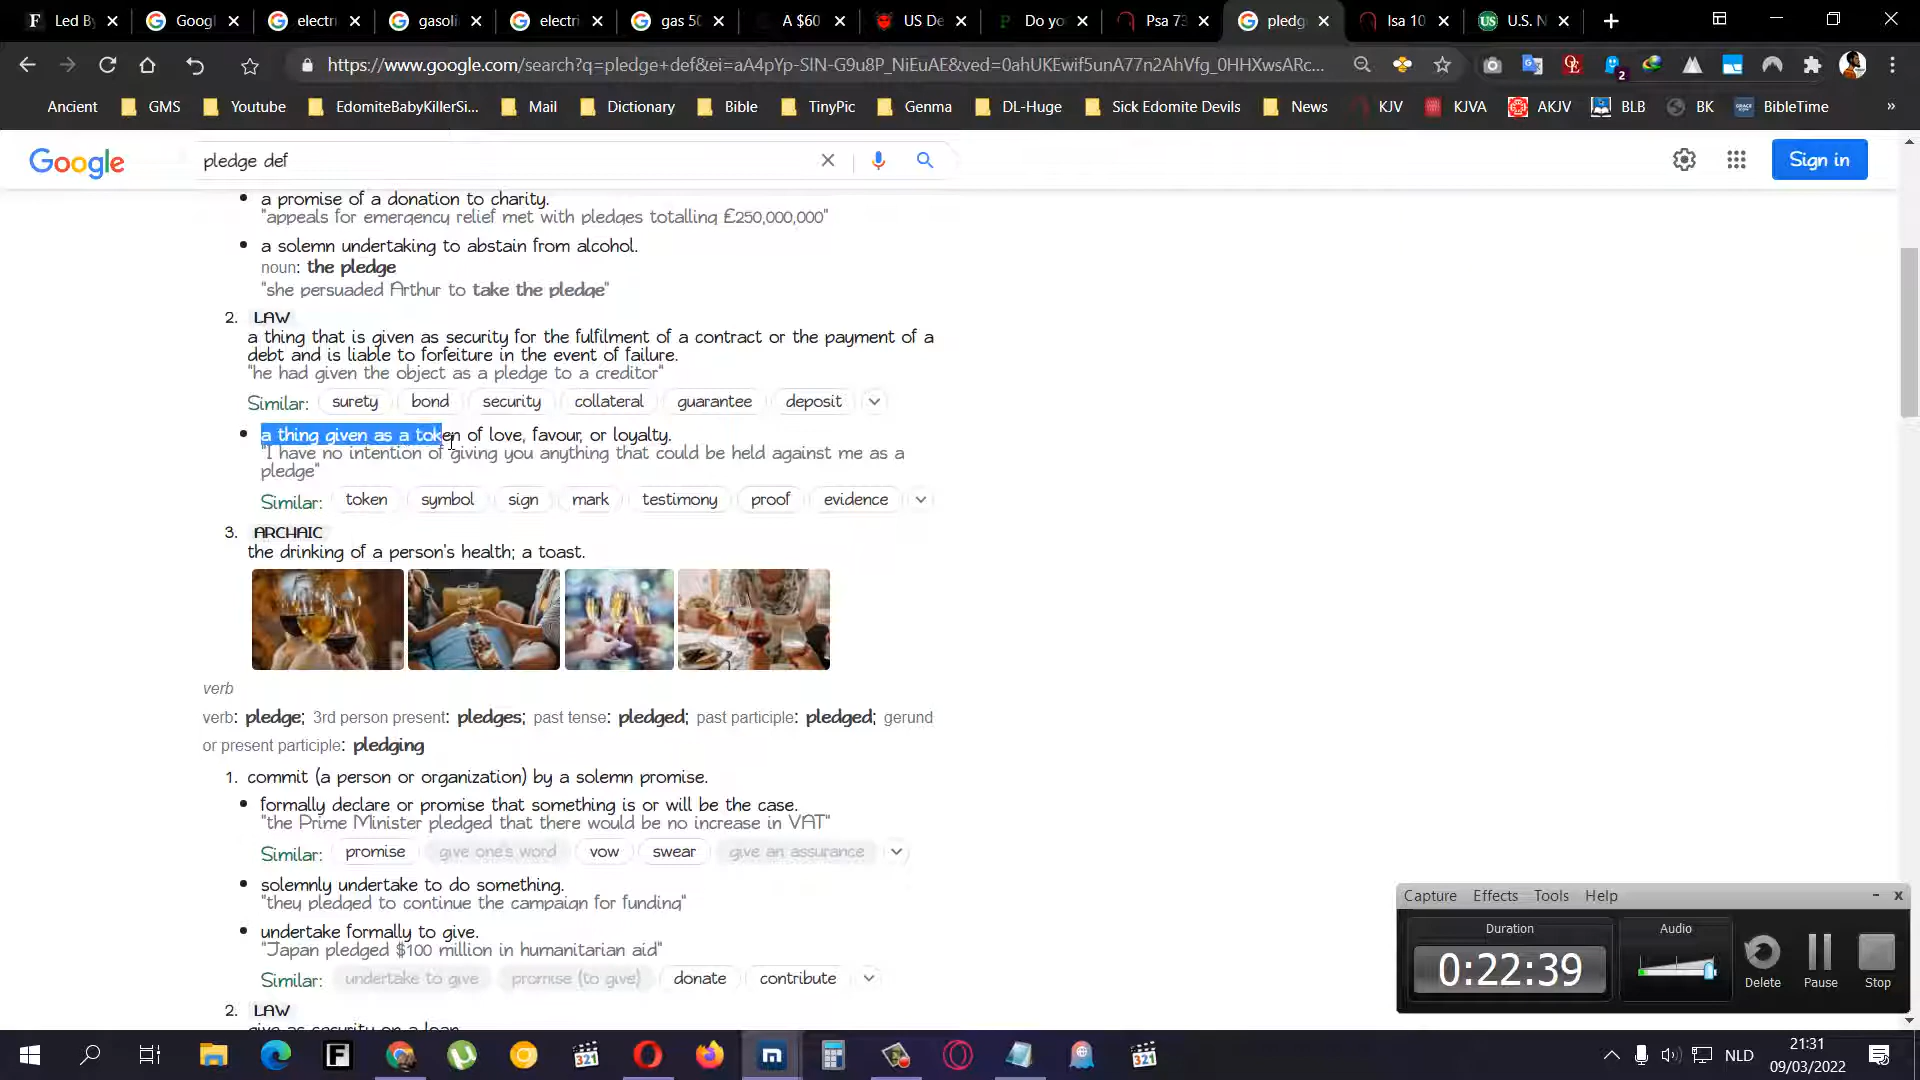 Led By
Googl
electri
gasoli
electri
gas 50
A $60
US De
Do yo
Psa 73
pledg
Isa 10
U.S. N
https://www.google.com/search?q=pledge+def&ei=aA4pYp-SIN-G9u8P_NiEuAE&ved=0ahUKEwif5unA77n2AhVfg_0HHXwsARc...
2
Ancient GMS Youtube EdomiteBabyKillerSi... Mail Dictionary Bible TinyPic Genma DL-Huge Sick Edomite Devils News KJV KJVA AKJV BLB BK BibleTime »
Google
pledge def
Sign in
a promise of a donation to charity.
"appeals for emergency relief met with pledges totalling £250,000,000"
a solemn undertaking to abstain from alcohol.
noun: the pledge
"she persuaded Arthur to take the pledge"
2. LAW
a thing that is given as security for the fulfilment of a contract or the payment of a
debt and is liable to forfeiture in the event of failure.
"he had given the object as a pledge to a creditor"
Similar: surety bond security collateral guarantee deposit
a thing given as a token of love, favour, or loyalty.
"I have no intention of giving you anything that could be held against me as a
pledge"
Similar: token symbol sign mark testimony proof evidence
3. ARCHAIC
the drinking of a person's health; a toast.
verb
verb: pledge; 3rd person present: pledges; past tense: pledged; past participle: pledged; gerund
or present participle: pledging
1. commit (a person or organization) by a solemn promise.
formally declare or promise that something is or will be the case.
"the Prime Minister pledged that there would be no increase in VAT"
Similar: promise give one's word vow swear give an assurance
solemnly undertake to do something.
"they pledged to continue the campaign for funding"
undertake formally to give.
"Japan pledged $100 million in humanitarian aid"
Similar: undertake to give promise (to give) donate contribute
2. LAW
give as security on a loan.
Capture Effects Tools Help
Duration
0:22:39
Audio
Delete
Pause
Stop
321
321
NLD
21:31
09/03/2022